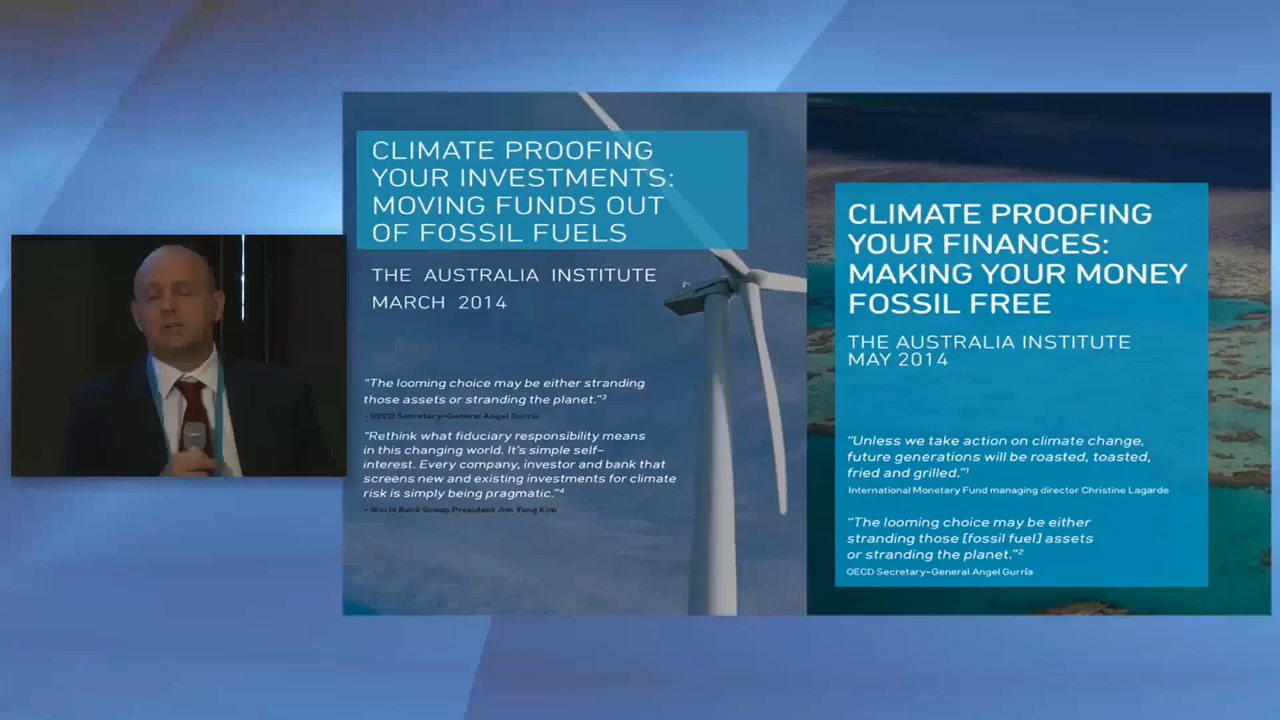 CLIMATE PROOFING
YOUR INVESTMENTS:
MOVING FUNDS OUT
OF FOSSIL FUELS
THE AUSTRALIA INSTITUTE
MARCH 2014
“The looming choice may be either stranding
those assets or stranding the planet.”³
– OECD Secretary–General Angel Gurría
“Rethink what fiduciary responsibility means
in this changing world. It’s simple self–
interest. Every company, investor and bank that
screens new and existing investments for climate
risk is simply being pragmatic.”⁴
– World Bank Group President Jim Yong Kim
CLIMATE PROOFING
YOUR FINANCES:
MAKING YOUR MONEY
FOSSIL FREE
THE AUSTRALIA INSTITUTE
MAY 2014
“Unless we take action on climate change,
future generations will be roasted, toasted,
fried and grilled.”¹
International Monetary Fund managing director Christine Lagarde
“The looming choice may be either
stranding those [fossil fuel] assets
or stranding the planet.”²
OECD Secretary–General Angel Gurría